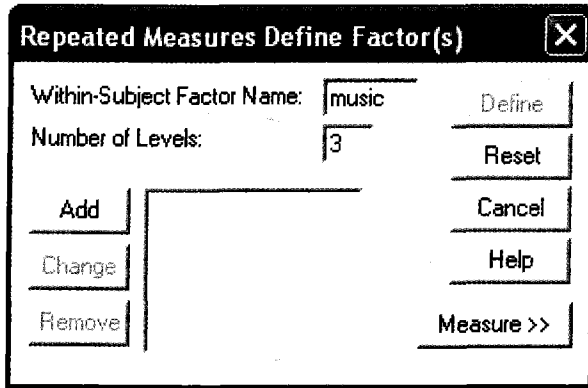 Repeated Measures Define Factor(s)
Within-Subject Factor Name: music
Define
Number of Levels: 3
Reset
Add
Cancel
Change
Help
Remove
Measure >>